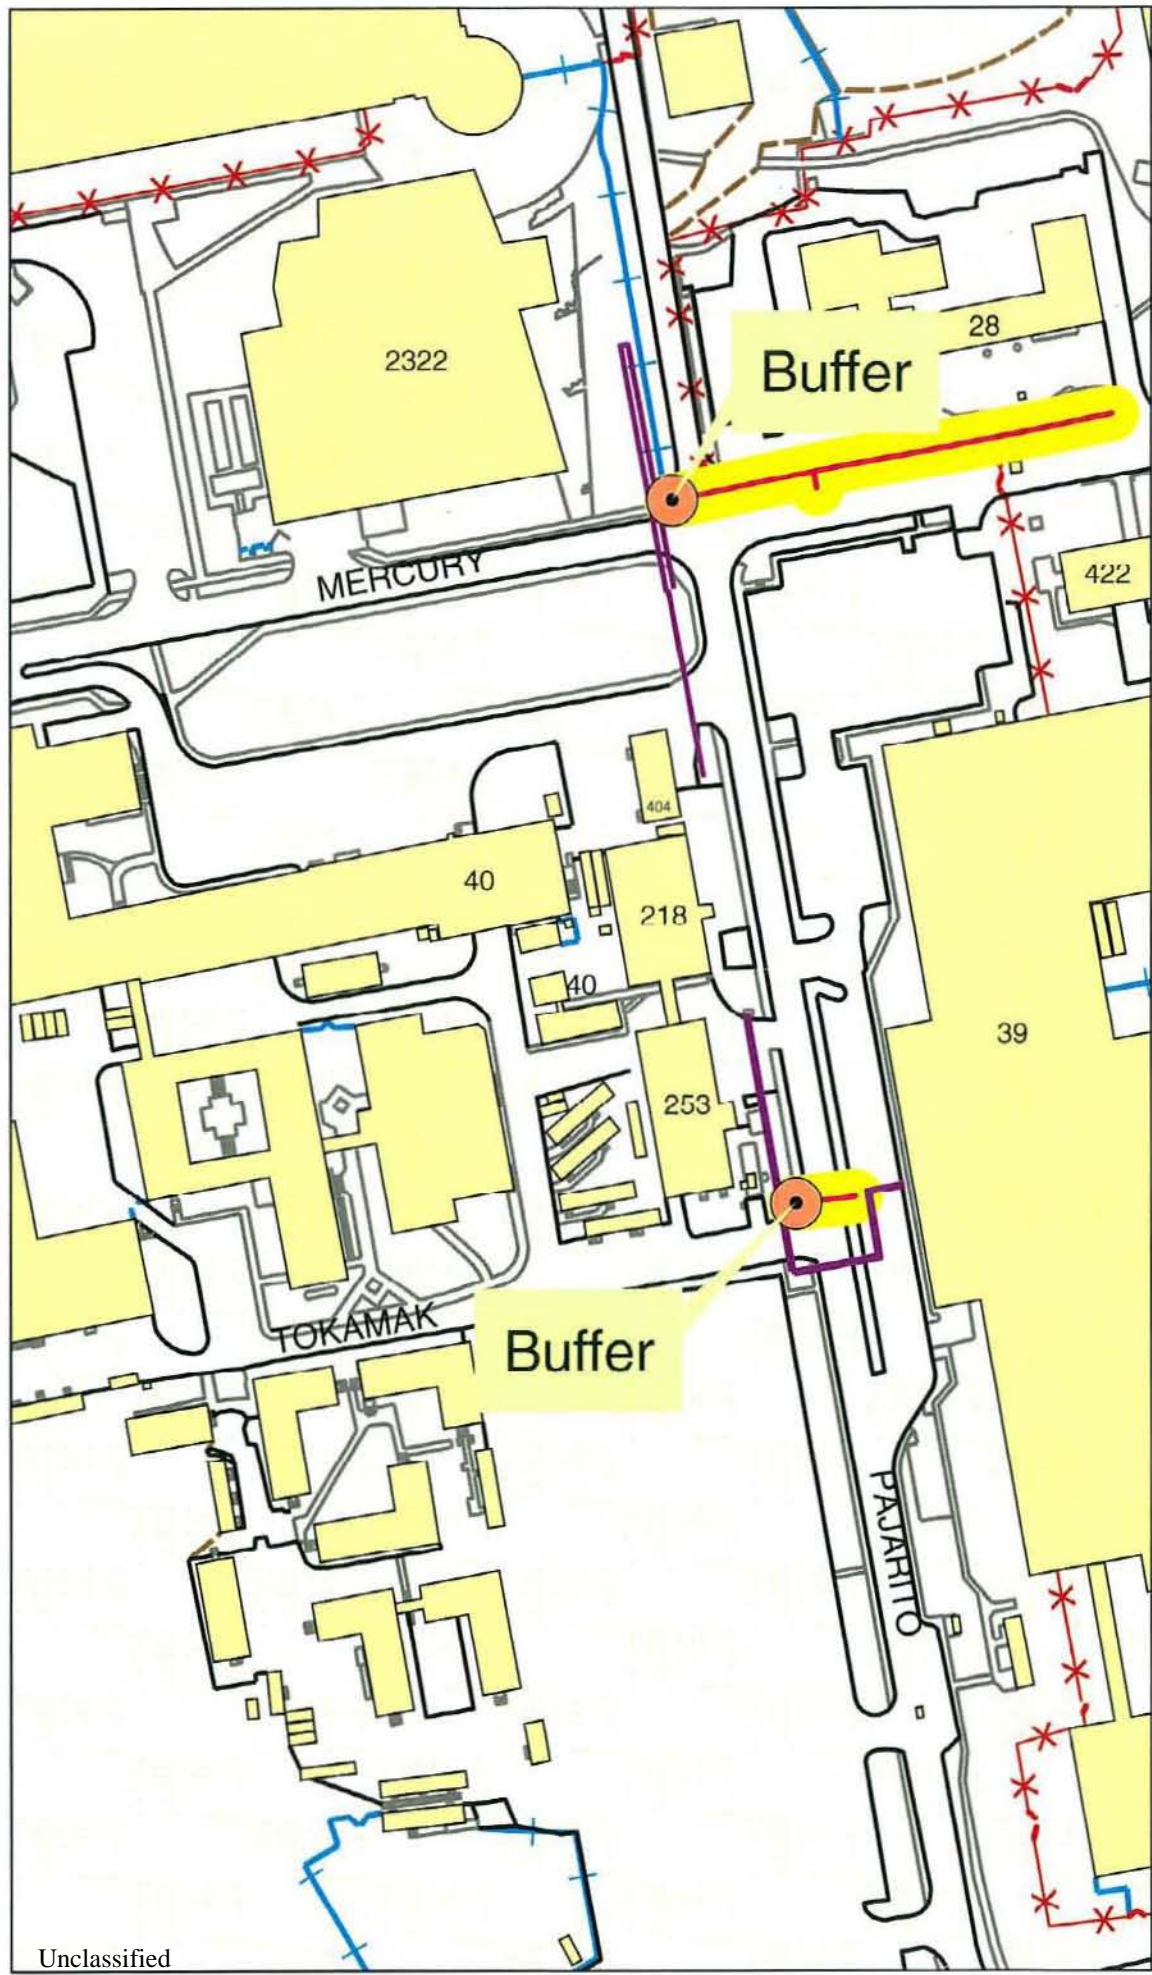 28
2322
Buffer
MERCURY
422
404
40
218
40
39
253
TOKAMAK
Buffer
PAJARITO
Unclassified